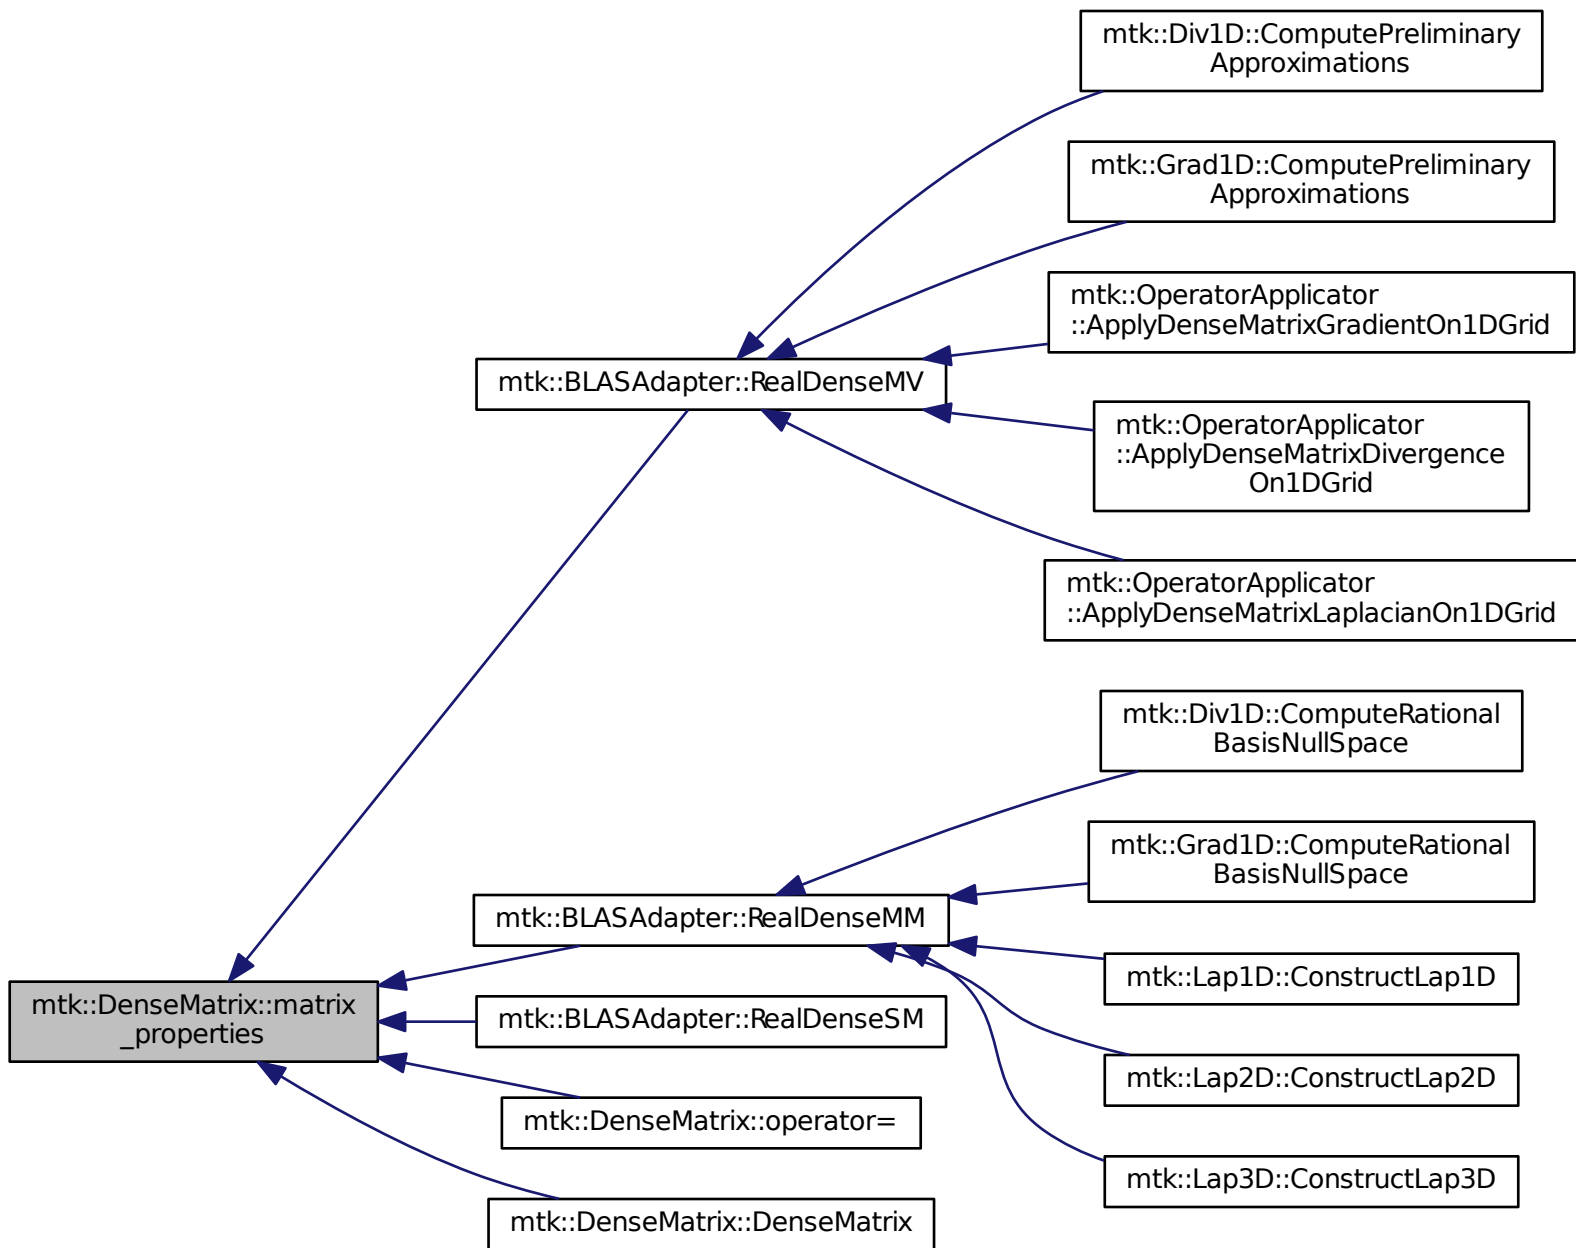 mtk::Div1D::ComputePreliminary
Approximations
mtk::Grad1D::ComputePreliminary
Approximations
mtk::OperatorApplicator
::ApplyDenseMatrixGradientOn1DGrid
mtk::BLASAdapter::RealDenseMV
mtk::OperatorApplicator
::ApplyDenseMatrixDivergence
On1DGrid
mtk::OperatorApplicator
::ApplyDenseMatrixLaplacianOn1DGrid
mtk::Div1D::ComputeRational
BasisNullSpace
mtk::Grad1D::ComputeRational
BasisNullSpace
mtk::BLASAdapter::RealDenseMM
mtk::Lap1D::ConstructLap1D
mtk::DenseMatrix::matrix
_properties
mtk::BLASAdapter::RealDenseSM
mtk::Lap2D::ConstructLap2D
mtk::DenseMatrix::operator=
mtk::Lap3D::ConstructLap3D
mtk::DenseMatrix::DenseMatrix